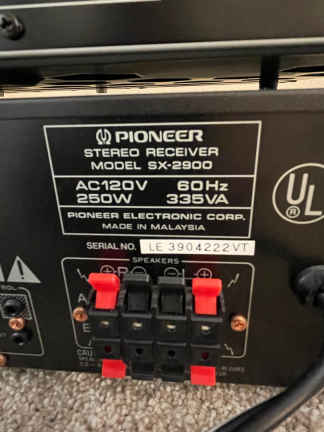 PIONEER
STEREO RECEIVER
MODEL SX-2900
AC120V 60Hz
250W 335VA
PIONEER ELECTRONIC CORP.
MADE IN MALAYSIA
UL
SERIAL NO. LE 3904222VT
SPEAKERS
R L